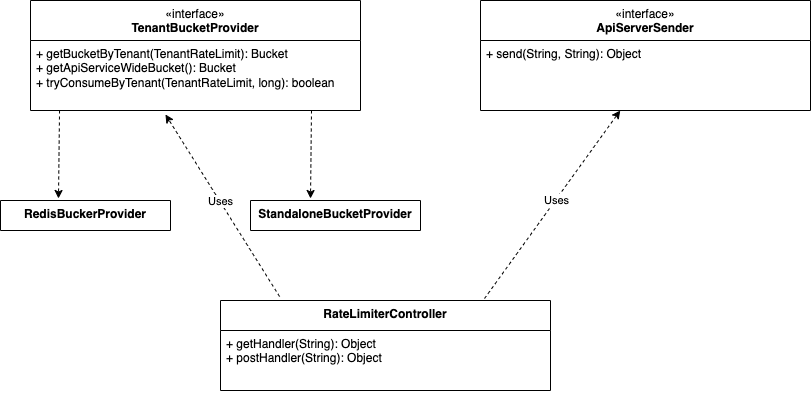 «interface»
TenantBucketProvider
+ getBucketByTenant(TenantRateLimit): Bucket
+ getApiServiceWideBucket(): Bucket
+ tryConsumeByTenant(TenantRateLimit, long): boolean
«interface»
ApiServerSender
+ send(String, String): Object
RedisBuckerProvider
Uses
StandaloneBucketProvider
Uses
RateLimiterController
+ getHandler(String): Object
+ postHandler(String): Object